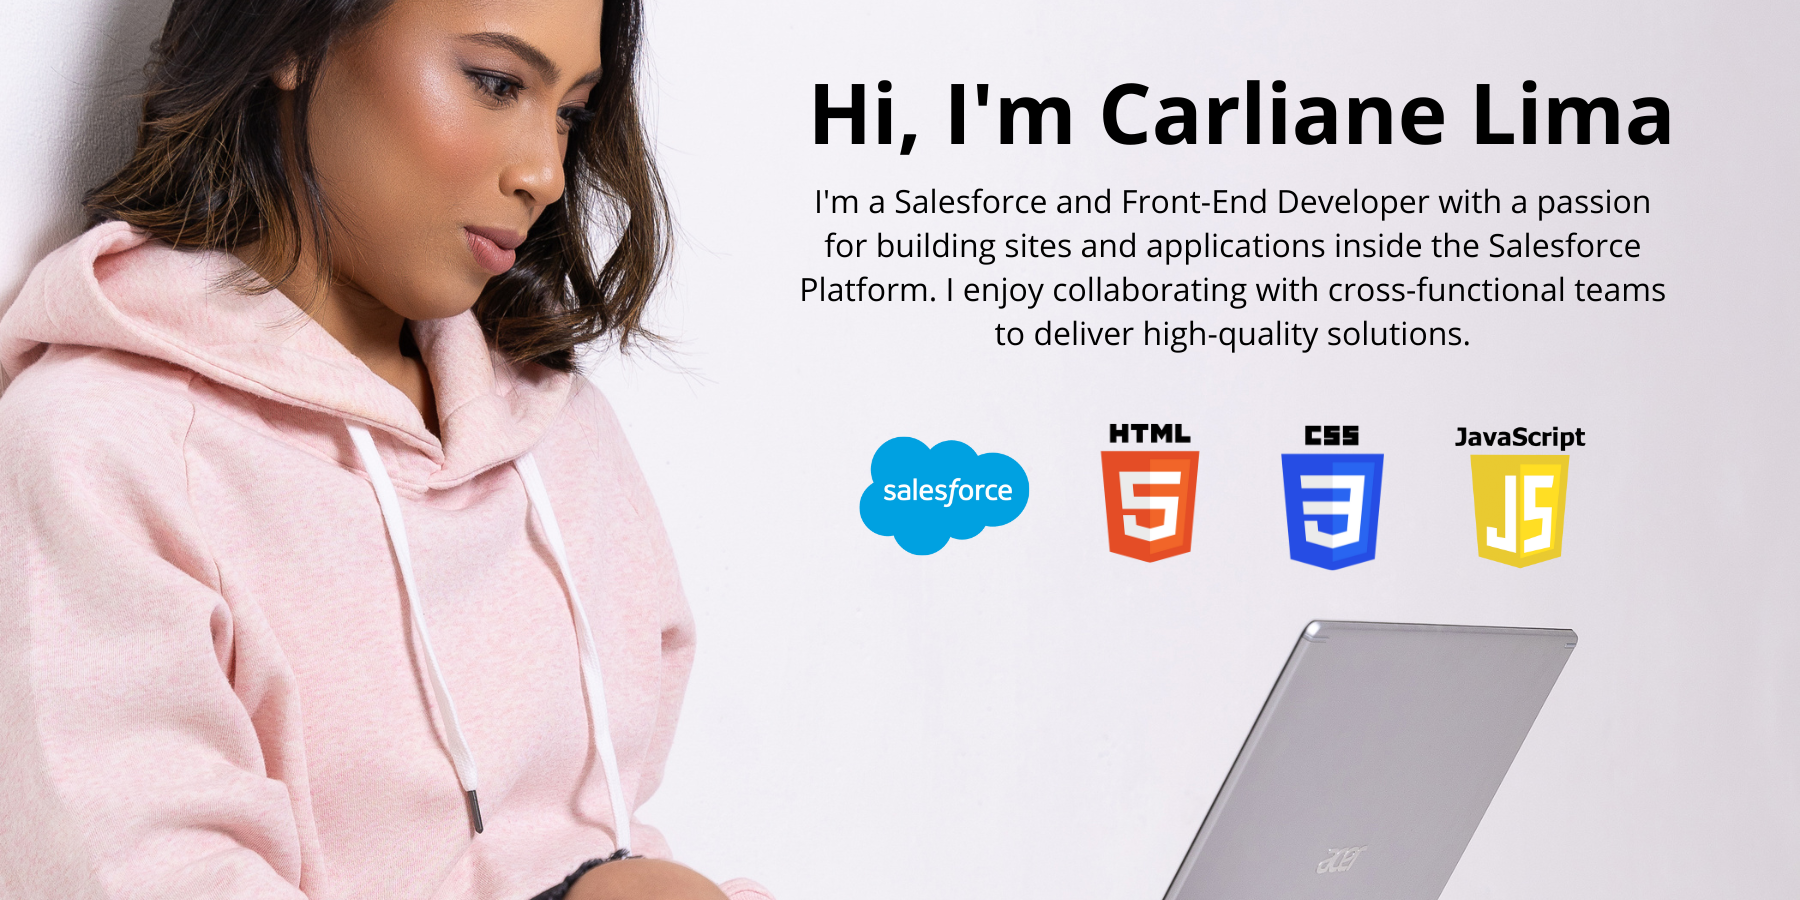 Hi, I'm Carliane Lima
I'm a Salesforce and Front-End Developer with a passion
for building sites and applications inside the Salesforce
Platform. I enjoy collaborating with cross-functional teams
to deliver high-quality solutions.
salesforce
HTML
5
CSS
3
JavaScript
JS
acer